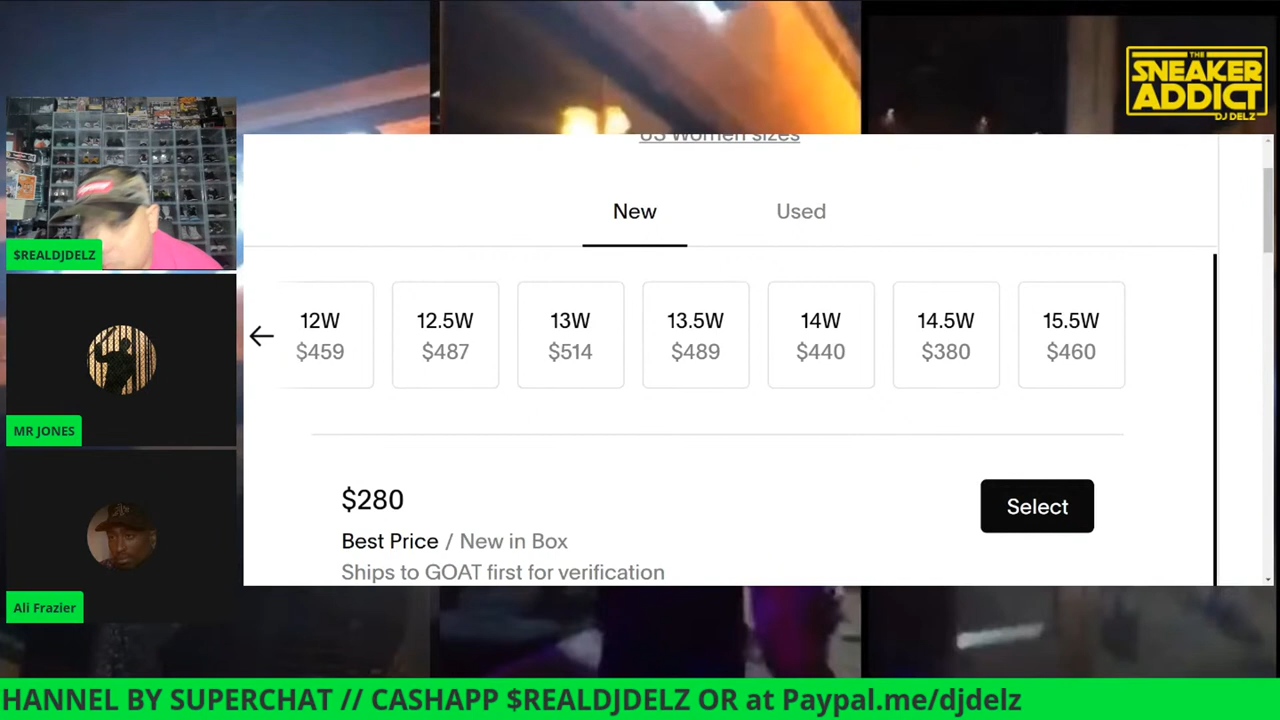 THE
SNEAKER
ADDICT
DJ DELZ
US women sizes
New
Used
12W
$459
12.5W
$487
13W
$514
13.5W
$489
14W
$440
14.5W
$380
15.5W
$460
$280
Select
Best Price / New in Box
Ships to GOAT first for verification
$REALDJDELZ
MR JONES
Ali Frazier
HANNEL BY SUPERCHAT // CASHAPP $REALDJDELZ OR at Paypal.me/djdelz